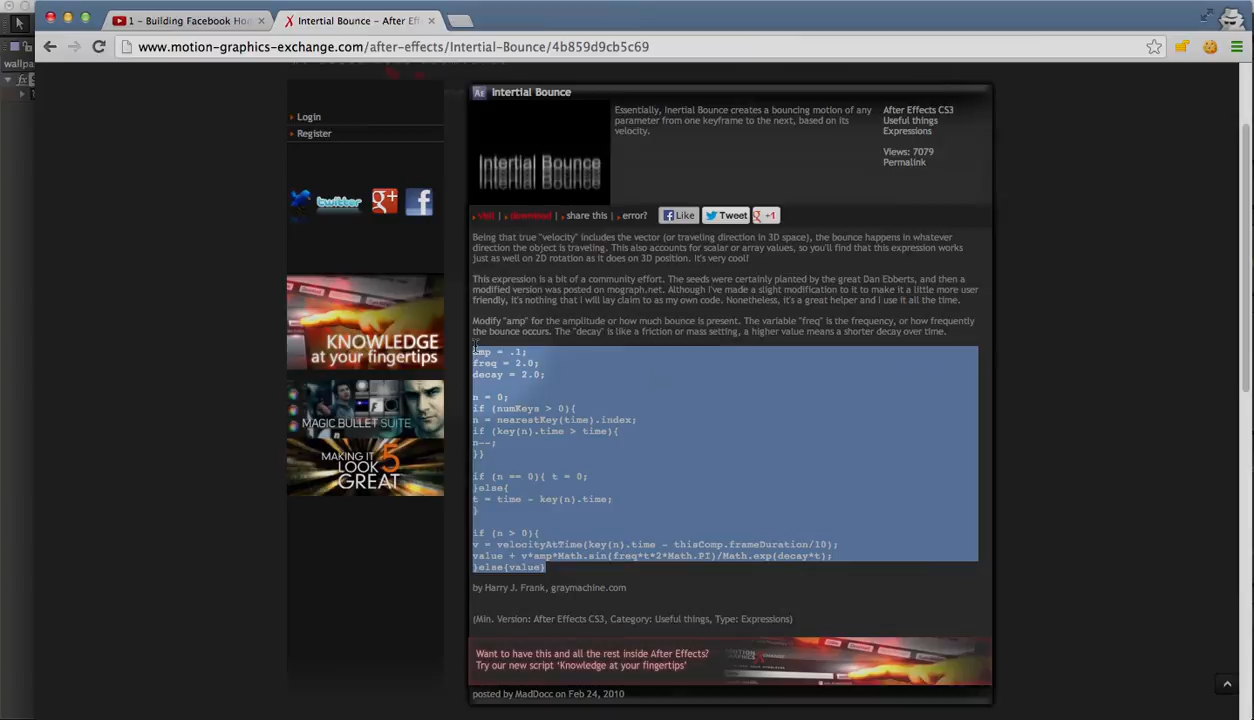 1 – Building Facebook Ho
Intertial Bounce – After Ef
www.motion-graphics-exchange.com/after-effects/Intertial-Bounce/4b859d9cb5c69
wallpa
fx
Login
Register
twitter
g+
f
KNOWLEDGE
at your fingertips
MAGIC BULLET SUITE
MAKING IT
LOOK 5
GREAT
AE Intertial Bounce
Intertial Bounce
Essentially, Inertial Bounce creates a bouncing motion of any
parameter from one keyframe to the next, based on its
velocity.
After Effects CS3
Useful things
Expressions
Views: 7079
Permalink
visit | download | share this | error? Like Tweet +1
Being that true "velocity" includes the vector (or traveling direction in 3D space), the bounce happens in whatever
direction the object is traveling. This also accounts for scalar or array values, so you'll find that this expression works
just as well on 2D rotation as it does on 3D position. It's very cool!
This expression is a bit of a community effort. The seeds were certainly planted by the great Dan Ebberts, and then a
modified version was posted on mograph.net. Although I've made a slight modification to it to make it a little more user
friendly, it's nothing that I will lay claim to as my own code. Nonetheless, it's a great helper and i use it all the time.
Modify "amp" for the amplitude or how much bounce is present. The variable "freq" is the frequency, or how frequently
the bounce occurs. The "decay" is like a friction or mass setting, a higher value means a shorter decay over time.
amp = .1;
freq = 2.0;
decay = 2.0;
n = 0;
if (numKeys > 0){
n = nearestKey(time).index;
if (key(n).time > time){
n--;
}}
if (n == 0){ t = 0;
}else{
t = time - key(n).time;
}
if (n > 0){
v = velocityAtTime(key(n).time - thisComp.frameDuration/10);
value + v*amp*Math.sin(freq*t*2*Math.PI)/Math.exp(decay*t);
}else{value}
by Harry J. Frank, graymachine.com
(Min. Version: After Effects CS3, Category: Useful things, Type: Expressions)
Want to have this and all the rest inside After Effects?
Try our new script 'Knowledge at your fingertips'
posted by MadDocc on Feb 24, 2010